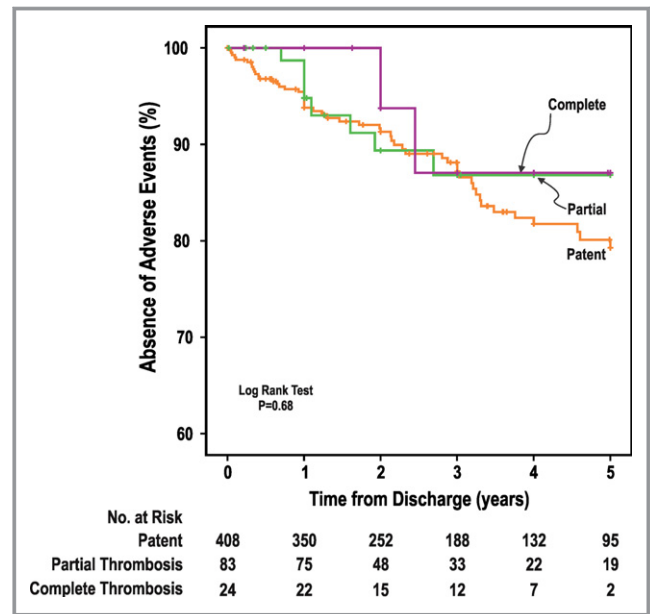 Absence of Adverse Events (%)
100
90
80
70
60
Complete
Partial
Patent
Log Rank Test
P=0.68
0 1 2 3 4 5
Time from Discharge (years)
No. at Risk
Patent 408 350 252 188 132 95
Partial Thrombosis 83 75 48 33 22 19
Complete Thrombosis 24 22 15 12 7 2